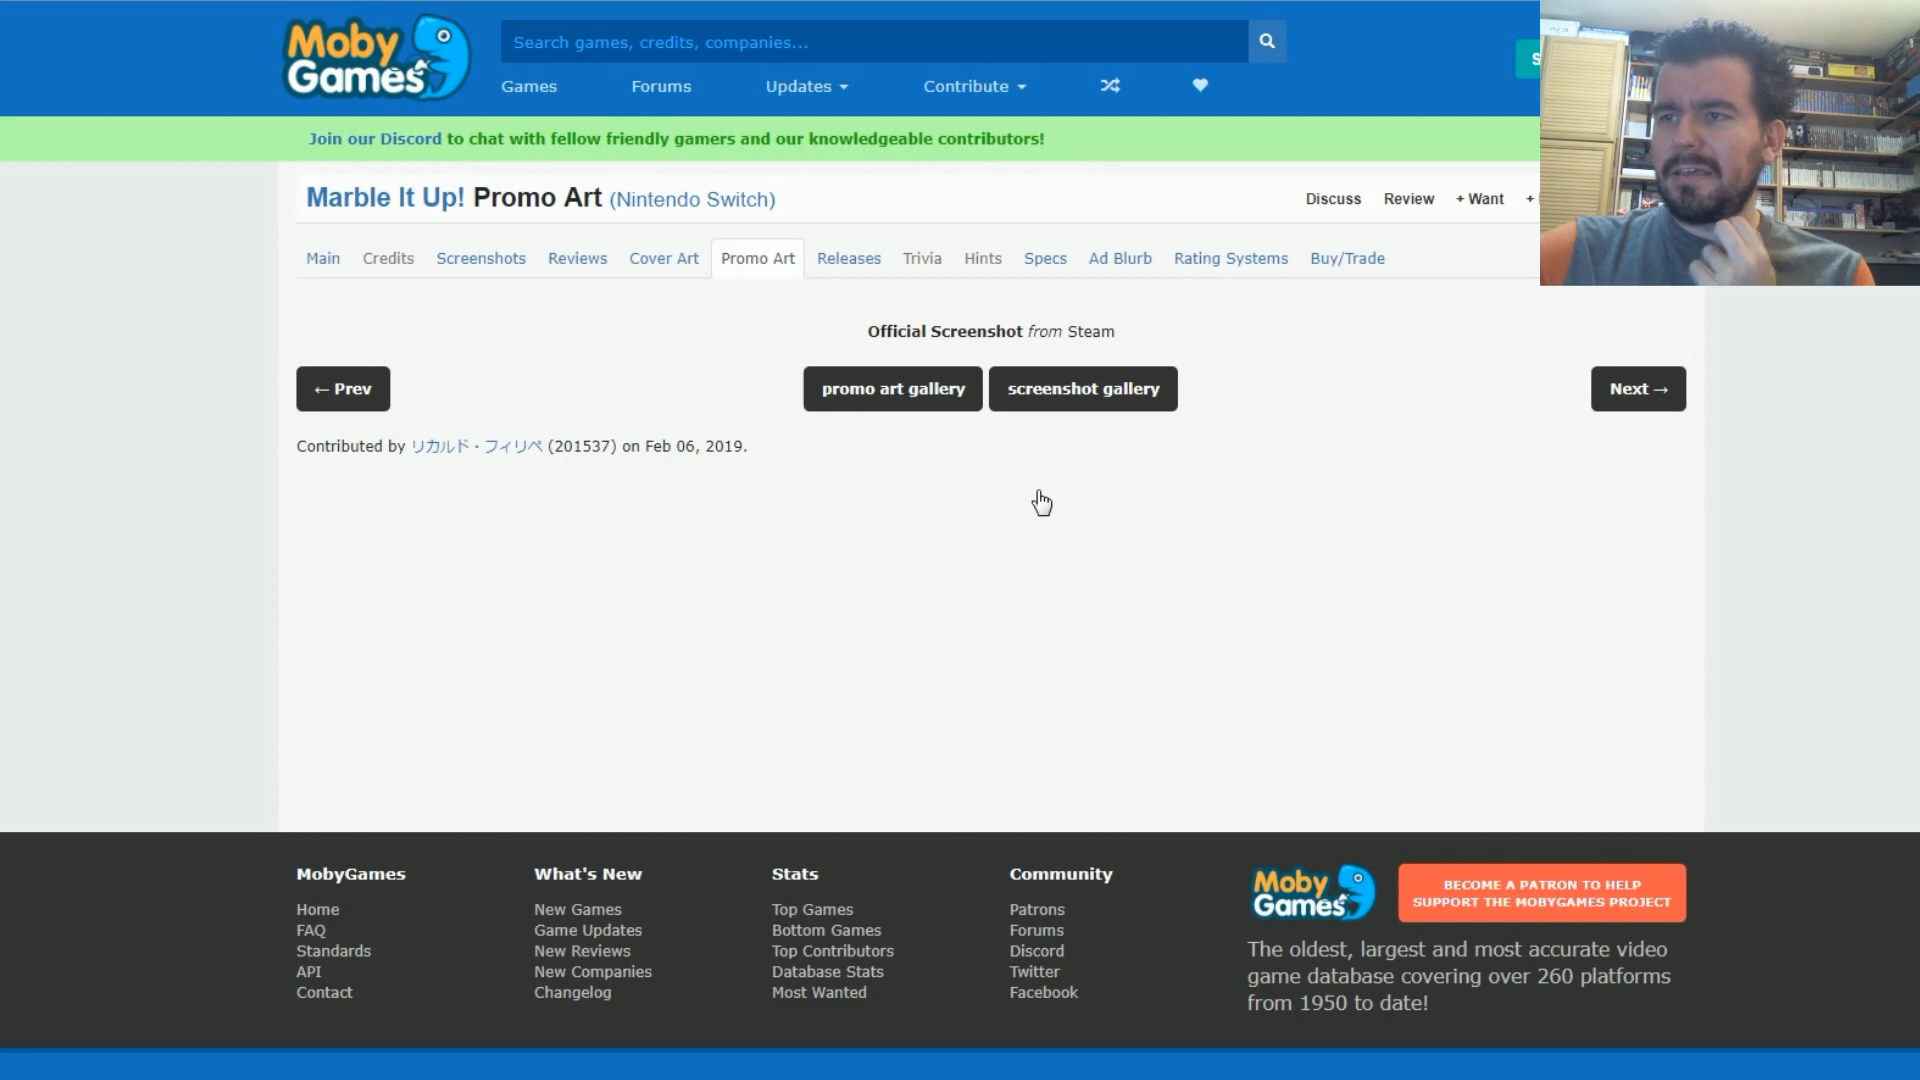 Moby Games
Search games, credits, companies...
Games Forums Updates Contribute
Join our Discord to chat with fellow friendly gamers and our knowledgeable contributors!
Marble It Up! Promo Art (Nintendo Switch)
Discuss Review + Want +
Main Credits Screenshots Reviews Cover Art Promo Art Releases Trivia Hints Specs Ad Blurb Rating Systems Buy/Trade
Official Screenshot from Steam
← Prev promo art gallery screenshot gallery Next →
Contributed by リカルド・フィリペ (201537) on Feb 06, 2019.
MobyGames
Home
FAQ
Standards
API
Contact
What's New
New Games
Game Updates
New Reviews
New Companies
Changelog
Stats
Top Games
Bottom Games
Top Contributors
Database Stats
Most Wanted
Community
Patrons
Forums
Discord
Twitter
Facebook
Moby Games
BECOME A PATRON TO HELP
SUPPORT THE MOBYGAMES PROJECT
The oldest, largest and most accurate video
game database covering over 260 platforms
from 1950 to date!